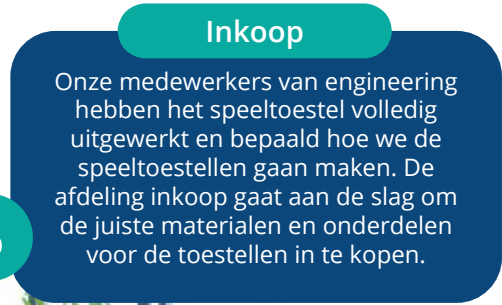 Inkoop
Onze medewerkers van engineering
hebben het speeltoestel volledig
uitgewerkt en bepaald hoe we de
speeltoestellen gaan maken. De
afdeling inkoop gaat aan de slag om
de juiste materialen en onderdelen
voor de toestellen in te kopen.